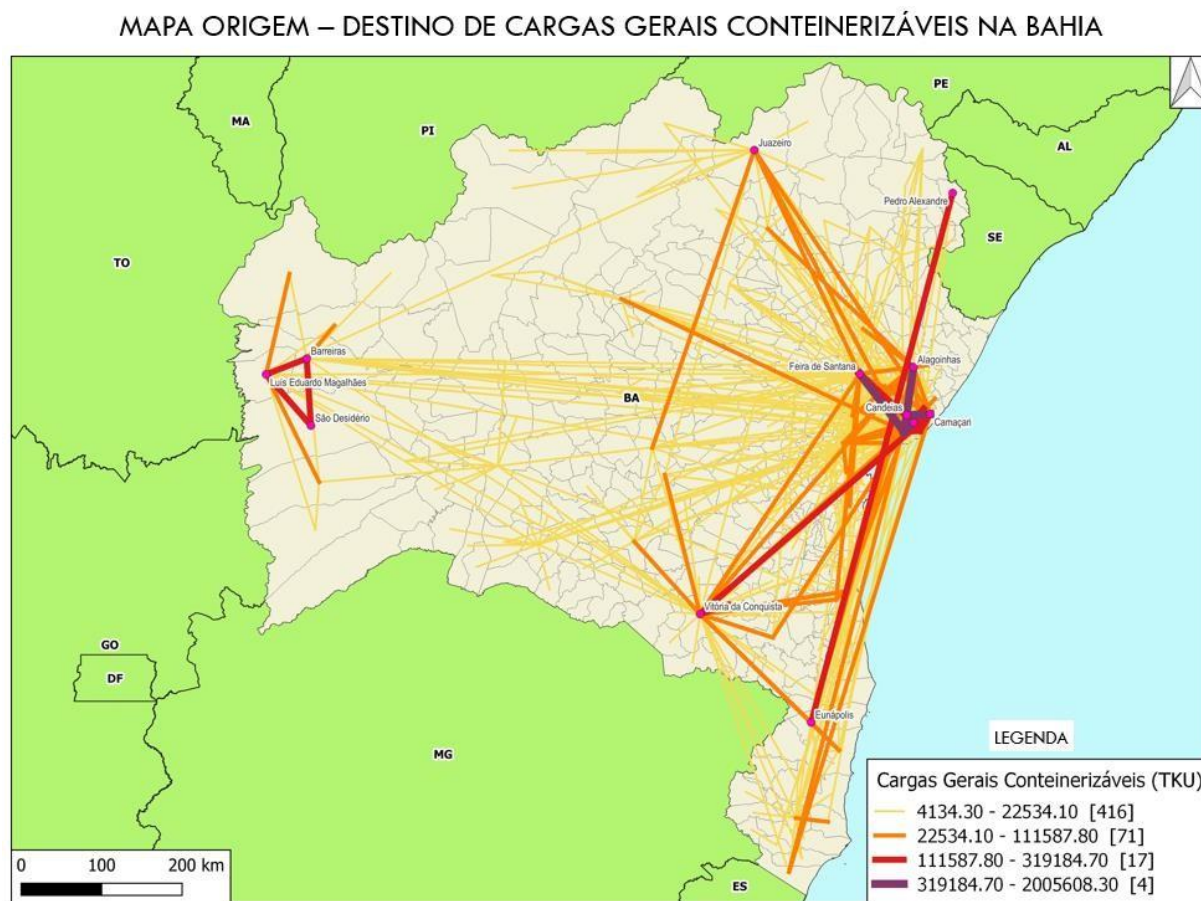 MAPA ORIGEM – DESTINO DE CARGAS GERAIS CONTEINERIZÁVEIS NA BAHIA
PE
MA
PI
AL
Juazeiro
Pedro Alexandre
SE
TO
Barreiras
Alagoinhas
Feira de Santana
Luís Eduardo Magalhães
BA
Candeias
São Desidério
Camaçari
Vitória da Conquista
GO
DF
Eunápolis
MG
LEGENDA
Cargas Gerais Conteinerizáveis (TKU)
4134.30 - 22534.10 [416]
22534.10 - 111587.80 [71]
111587.80 - 319184.70 [17]
319184.70 - 2005608.30 [4]
0 100 200 km
ES